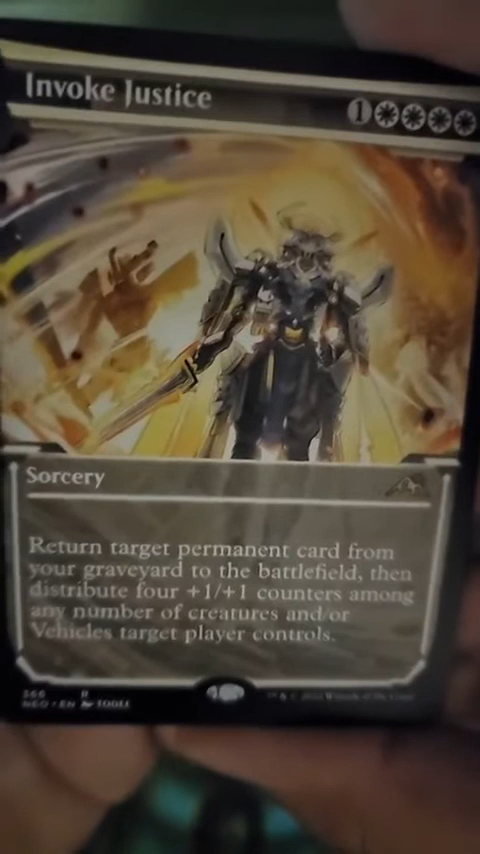 Invoke Justice
1
Sorcery
Return target permanent card from
your graveyard to the battlefield, then
distribute four +1/+1 counters among
any number of creatures and/or
Vehicles target player controls.
R
NEO • EN